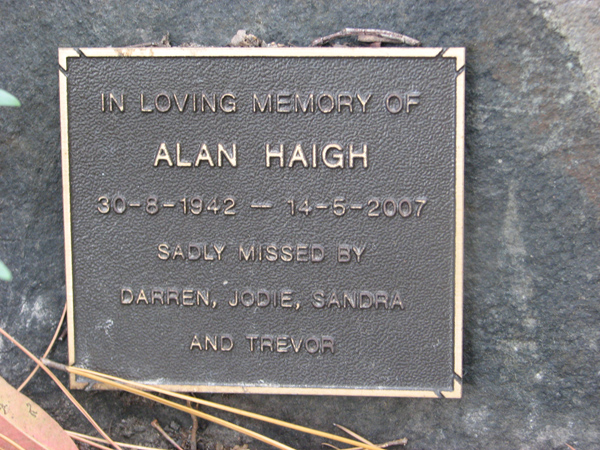 IN LOVING MEMORY OF
ALAN HAIGH
30-8-1942 — 14-5-2007
SADLY MISSED BY
DARREN, JODIE, SANDRA
AND TREVOR